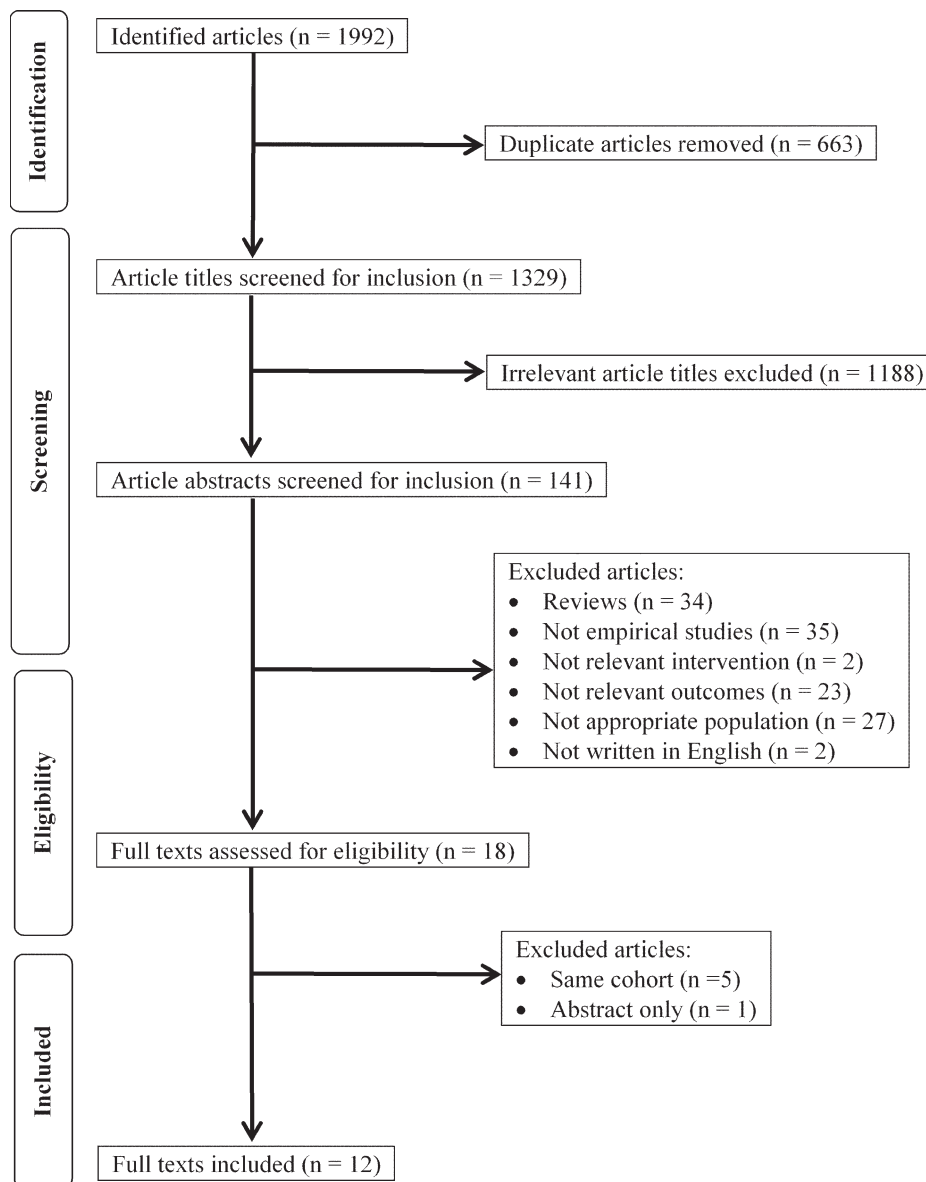 Identification
Identified articles (n = 1992)
Duplicate articles removed (n = 663)
Screening
Article titles screened for inclusion (n = 1329)
Irrelevant article titles excluded (n = 1188)
Article abstracts screened for inclusion (n = 141)
Excluded articles:
• Reviews (n = 34)
• Not empirical studies (n = 35)
• Not relevant intervention (n = 2)
• Not relevant outcomes (n = 23)
• Not appropriate population (n = 27)
• Not written in English (n = 2)
Eligibility
Full texts assessed for eligibility (n = 18)
Excluded articles:
• Same cohort (n =5)
• Abstract only (n = 1)
Included
Full texts included (n = 12)